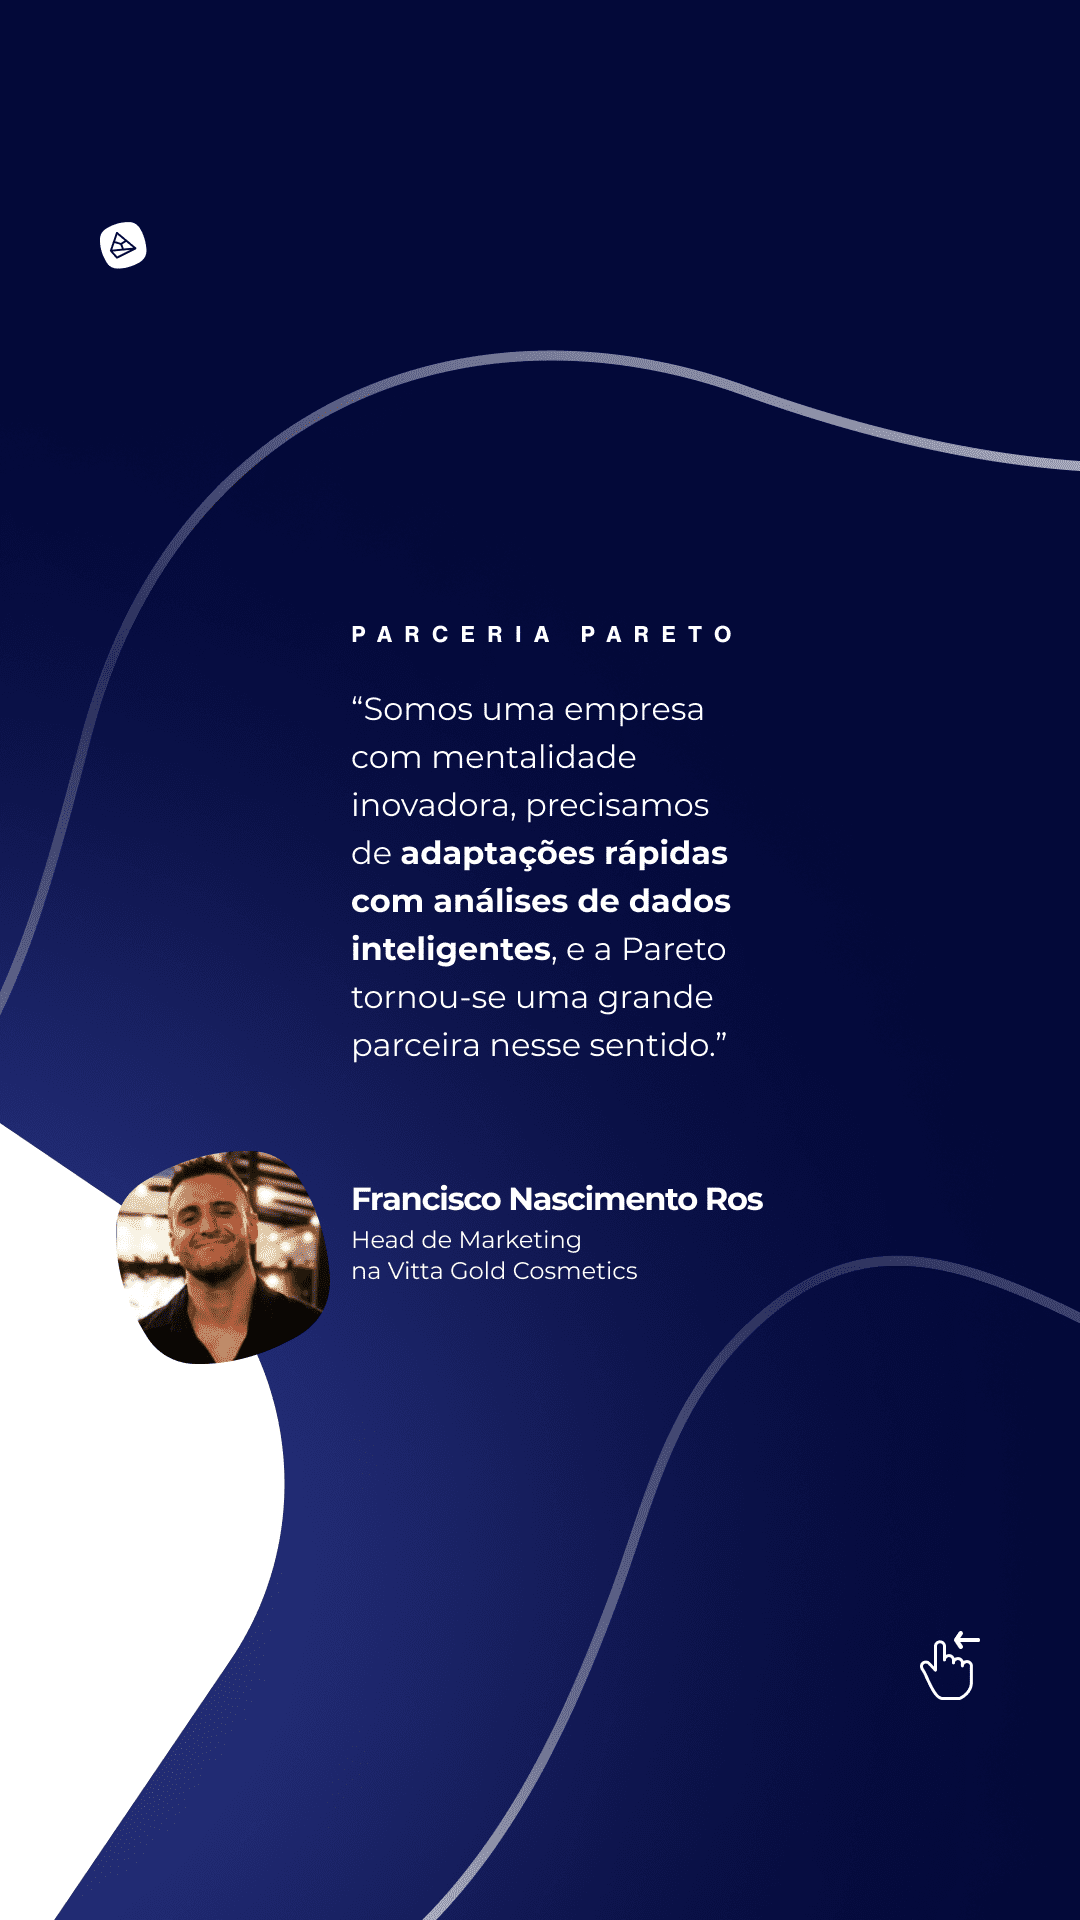 PARCERIA PARETO
“Somos uma empresa
com mentalidade
inovadora, precisamos
de adaptações rápidas
com análises de dados
inteligentes, e a Pareto
tornou-se uma grande
parceira nesse sentido.”
Francisco Nascimento Ros
Head de Marketing
na Vitta Gold Cosmetics